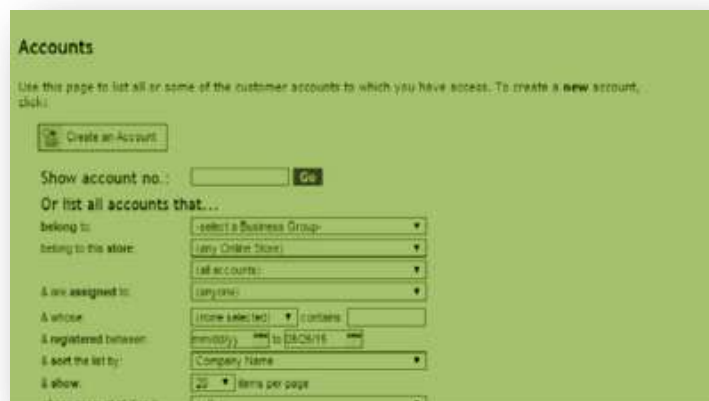 Accounts
Use this page to list all or some of the customer accounts to which you have access. To create a new account,
click:
Create an Account
Show account no.: Go
Or list all accounts that...
belong to: -select a Business Group-
belong to this store: (any Online Store)
(all accounts)
& are assigned to: (anyone)
& whose: (none selected) contains
& registered between: mm/dd/yy to
& sort the list by: Company Name
& show: 20 items per page